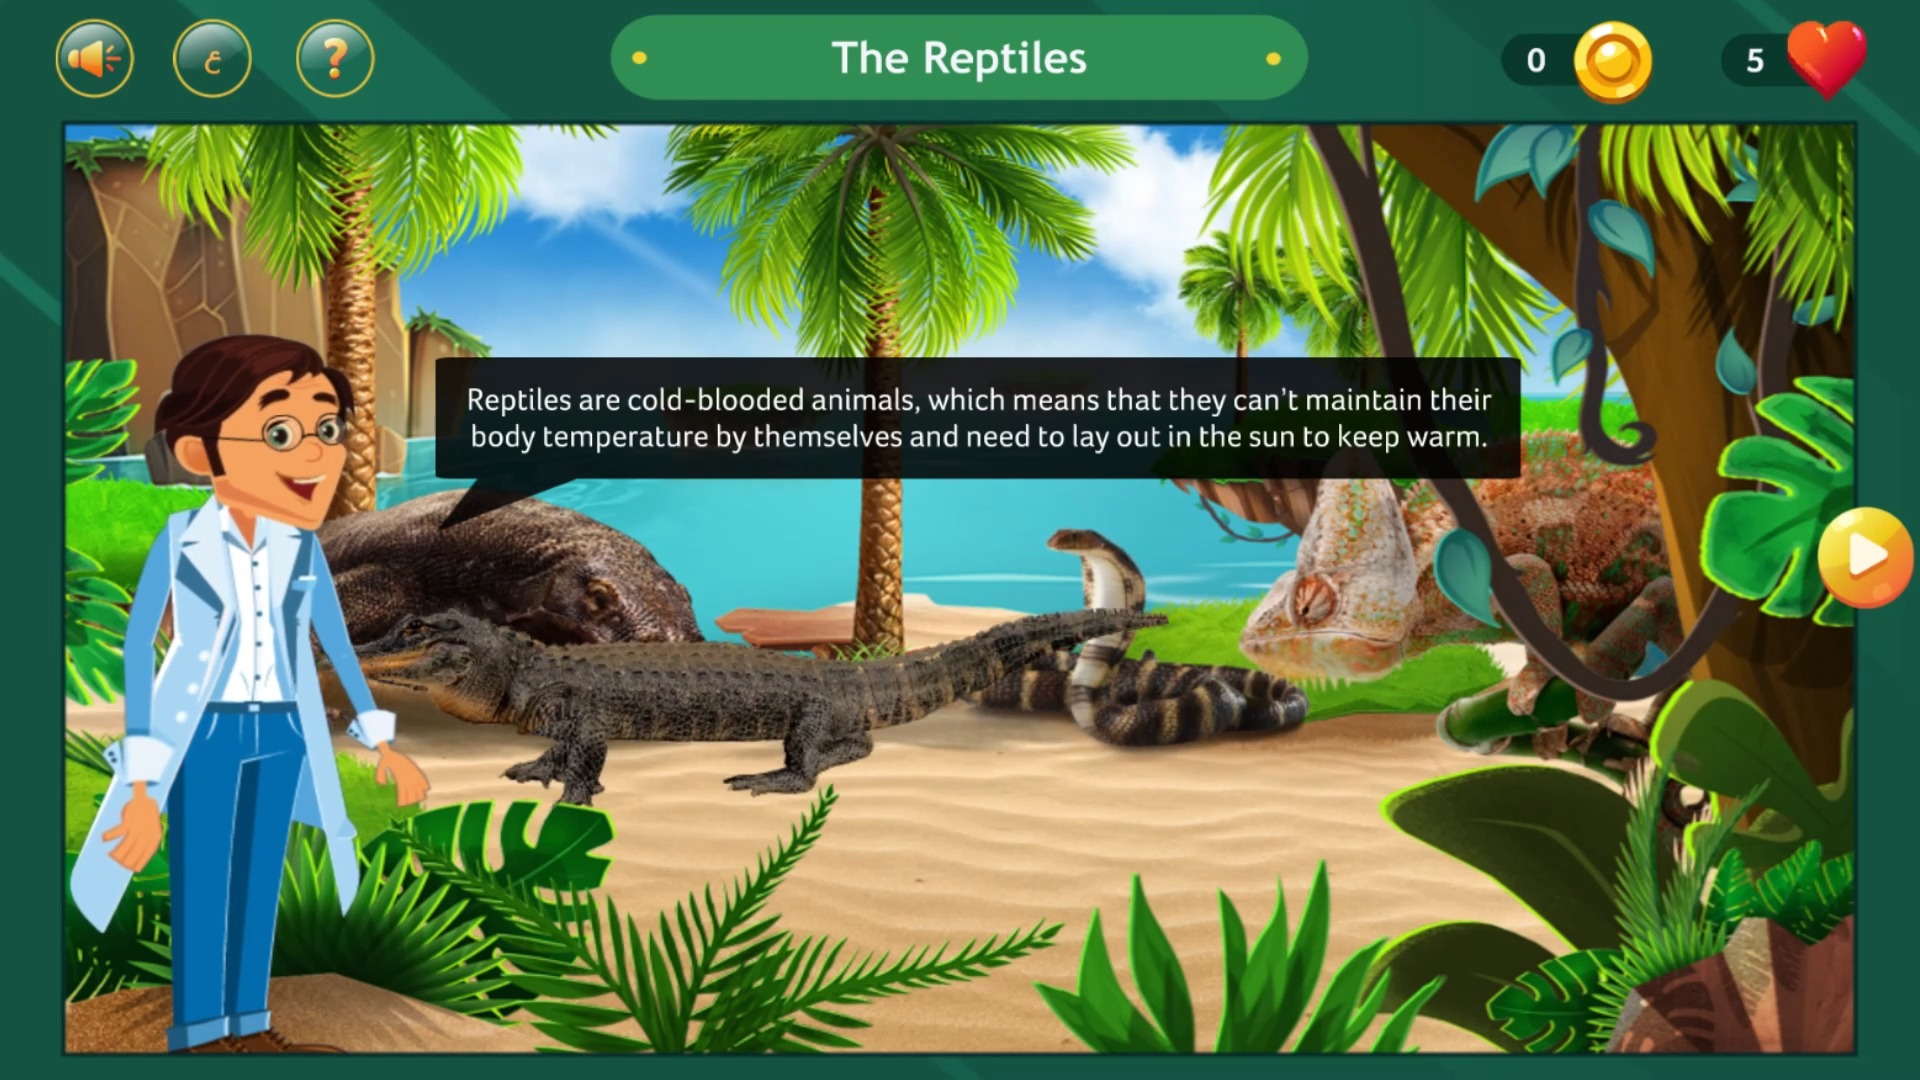 ع
?
The Reptiles
0
5
Reptiles are cold-blooded animals, which means that they can't maintain their
body temperature by themselves and need to lay out in the sun to keep warm.